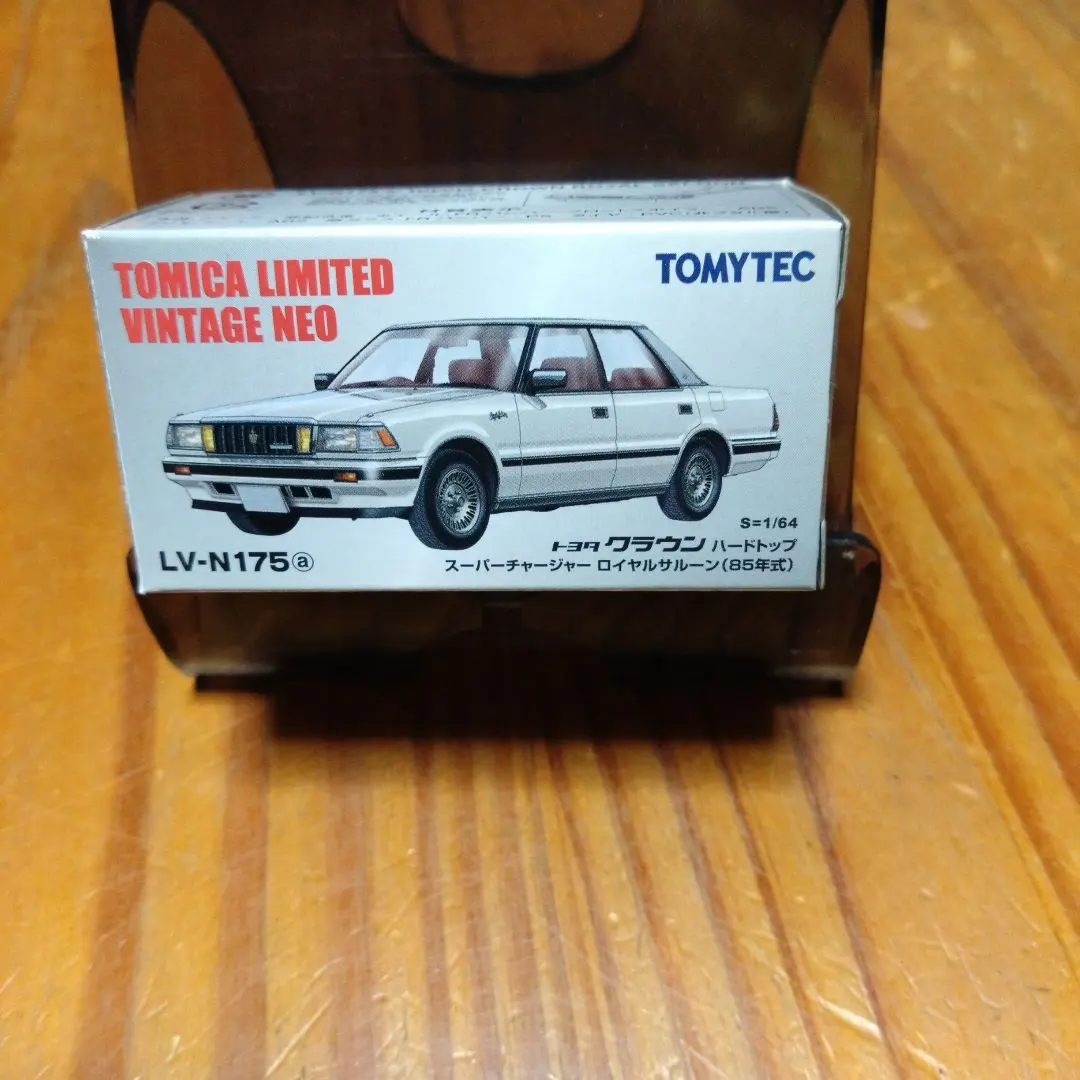 TOMICA LIMITED
VINTAGE NEO
TOMYTEC
S=1/64
LV-N175ⓐ
トヨタ クラウン ハードトップ
スーパーチャージャー ロイヤルサルーン(85年式)